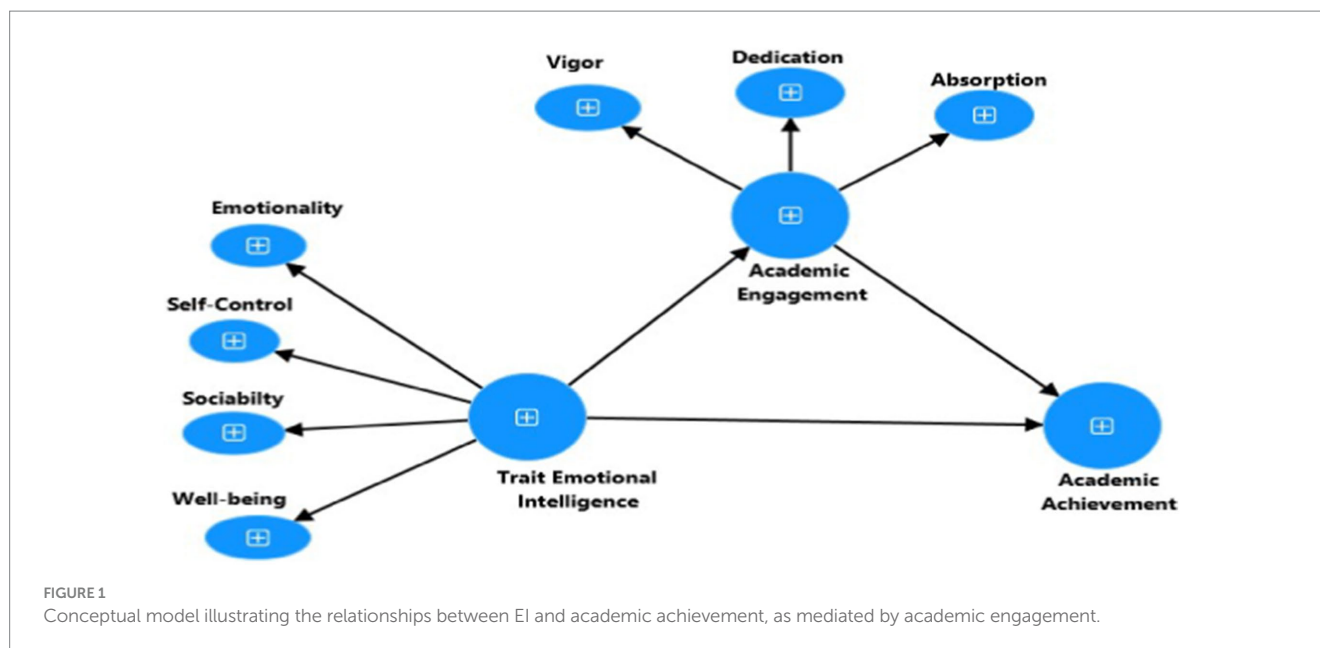 Vigor
Dedication
Absorption
Emotionality
Self-Control
Sociabilty
Well-being
Academic
Engagement
Trait Emotional
Intelligence
Academic
Achievement
FIGURE 1
Conceptual model illustrating the relationships between EI and academic achievement, as mediated by academic engagement.